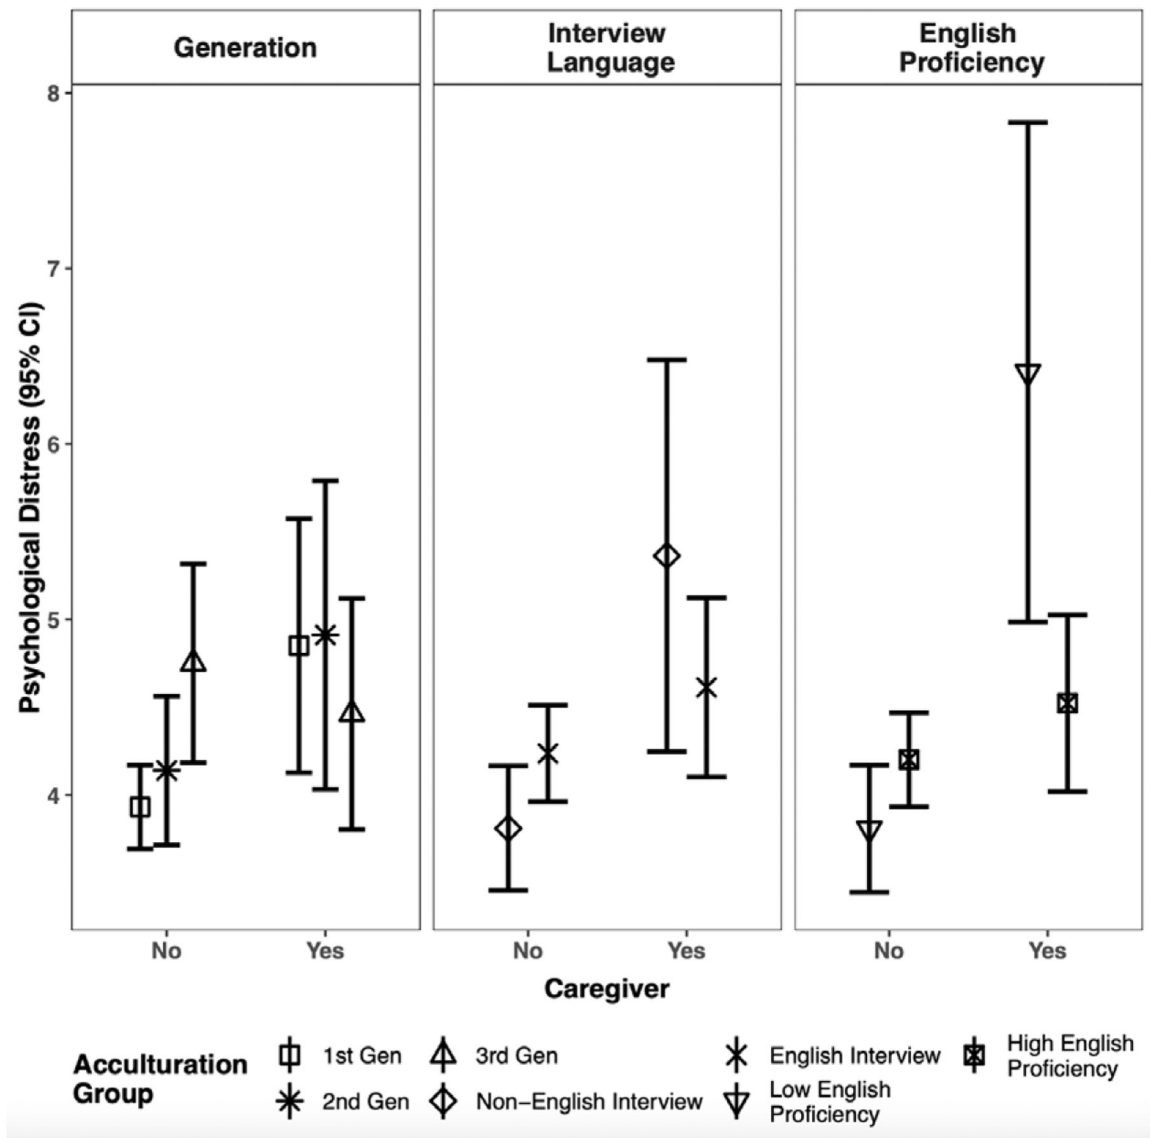 Generation
Interview
Language
English
Proficiency
8
7
6
5
4
Psychological Distress (95% CI)
No
Yes
No
Yes
No
Yes
Caregiver
Acculturation
Group
1st Gen
2nd Gen
3rd Gen
Non−English Interview
English Interview
Low English
Proficiency
High English
Proficiency